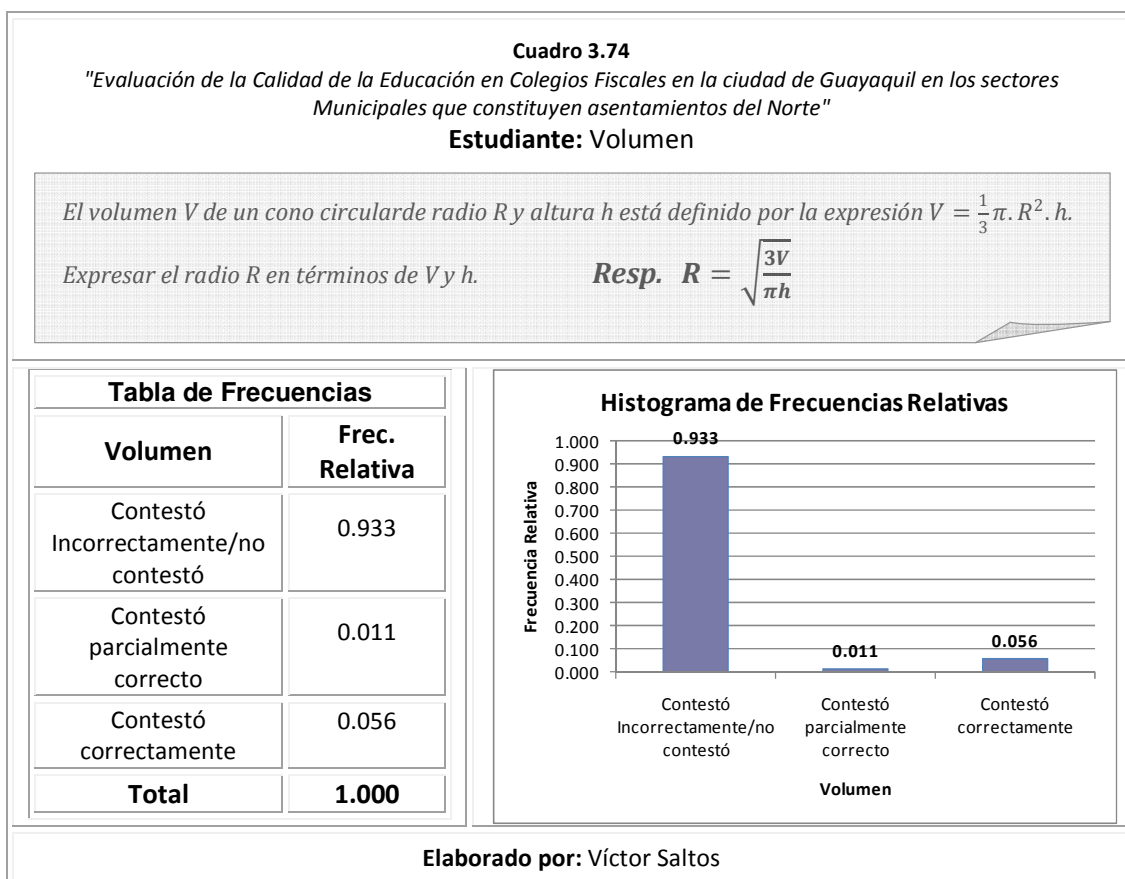 Cuadro 3.74
"Evaluación de la Calidad de la Educación en Colegios Fiscales en la ciudad de Guayaquil en los sectores
Municipales que constituyen asentamientos del Norte"
Estudiante: Volumen
El volumen V de un cono circularde radio R y altura h está definido por la expresión V = 1/3 π. R². h.
Expresar el radio R en términos de V y h. Resp. R = √(3V/πh)
Tabla de Frecuencias
Volumen
Frec.
Relativa
Contestó
Incorrectamente/no
contestó
0.933
Contestó
parcialmente
correcto
0.011
Contestó
correctamente
0.056
Total 1.000
Histograma de Frecuencias Relativas
Frecuencia Relativa
1.000
0.900
0.800
0.700
0.600
0.500
0.400
0.300
0.200
0.100
0.000
0.933
0.011
0.056
Contestó
Incorrectamente/no
contestó
Contestó
parcialmente
correcto
Contestó
correctamente
Volumen
Elaborado por: Víctor Saltos